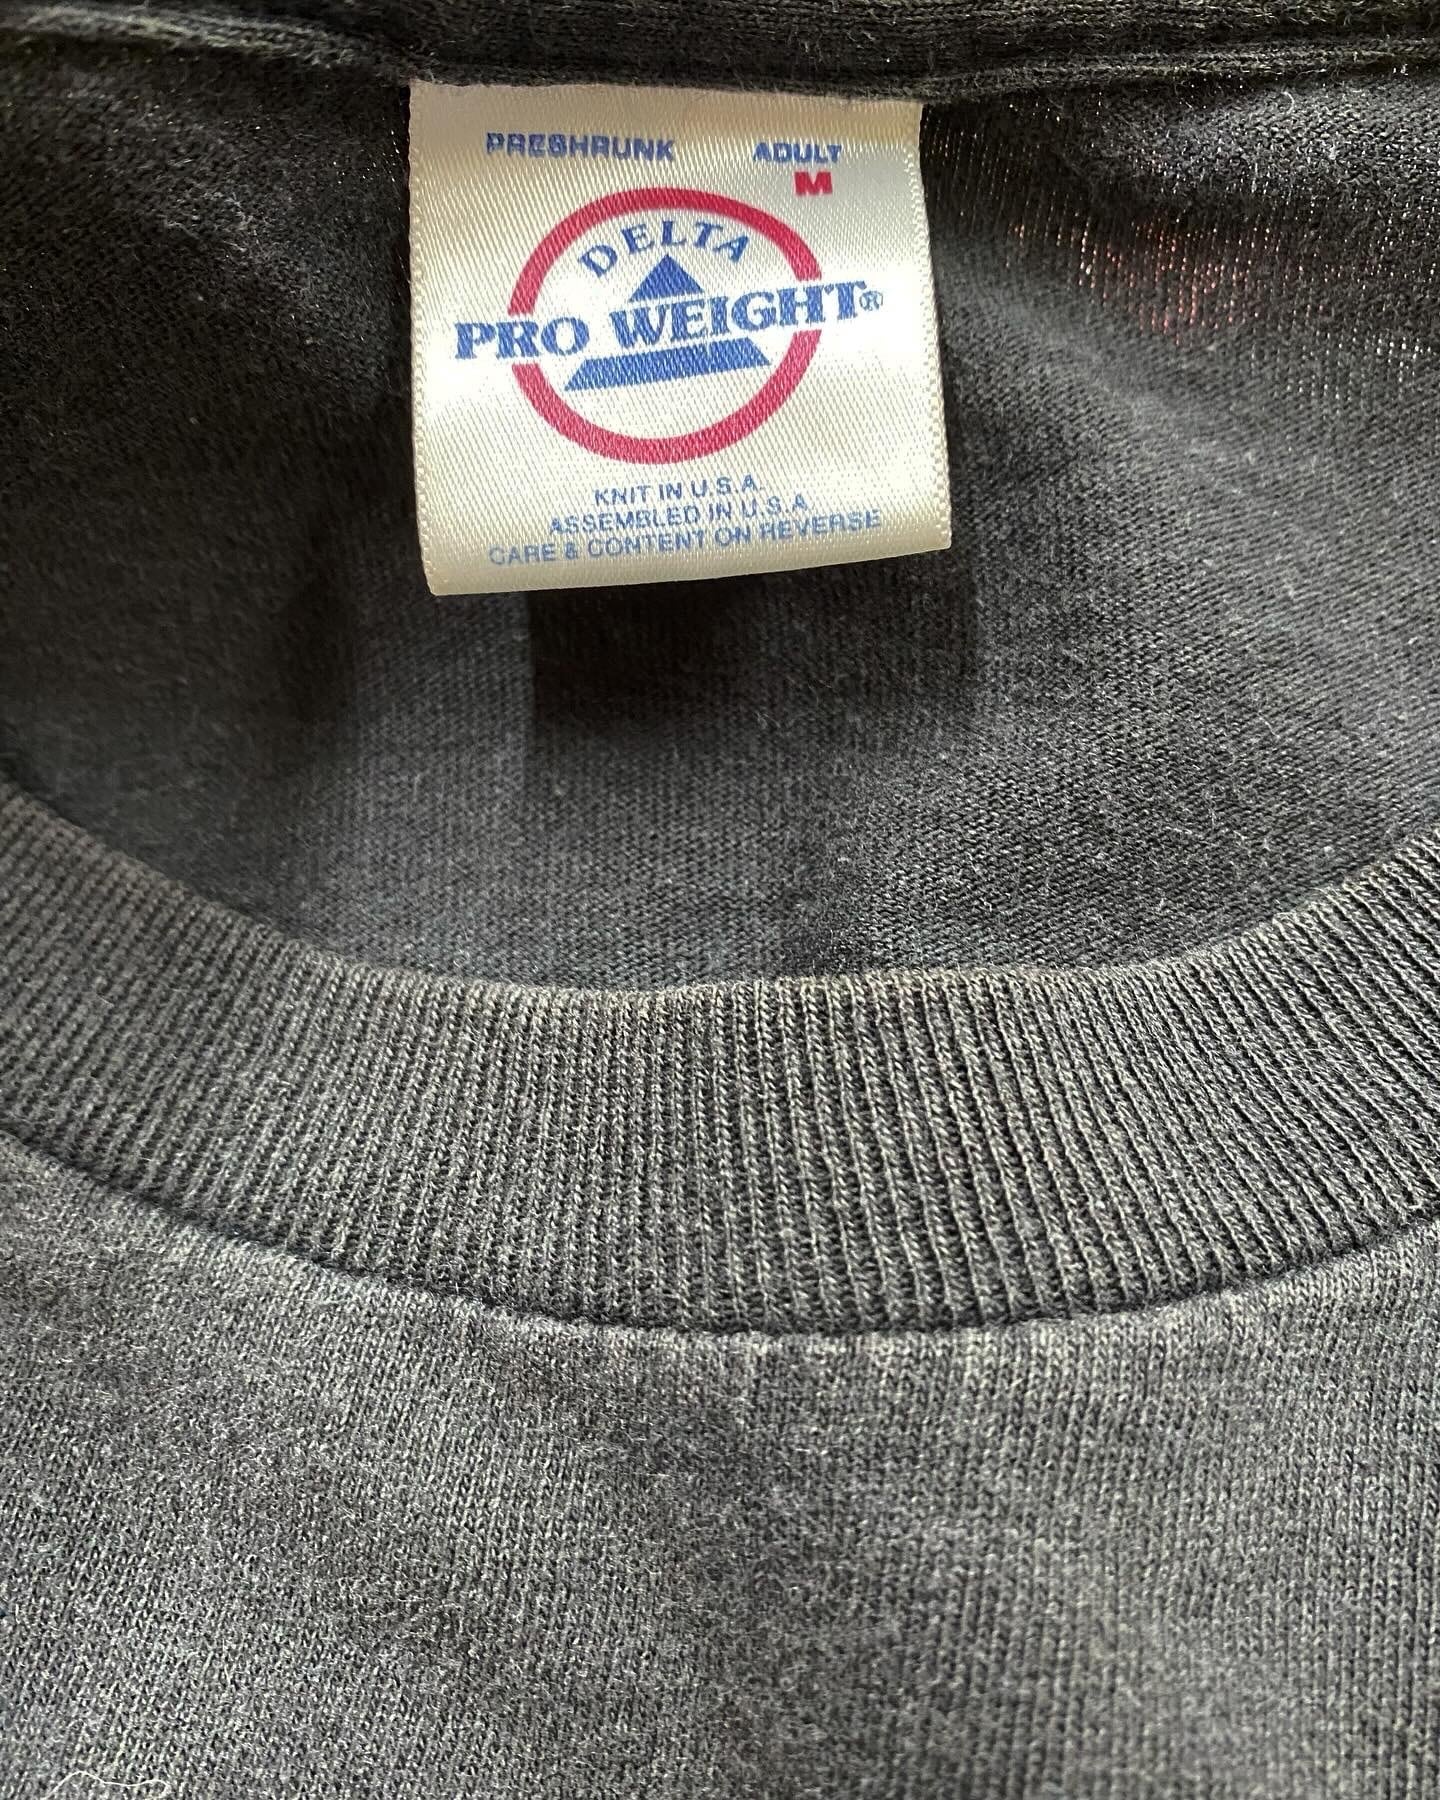 PRESHRUNK ADULT
M
DELTA
PRO WEIGHT®
KNIT IN U.S.A.
ASSEMBLED IN U.S.A.
CARE & CONTENT ON REVERSE